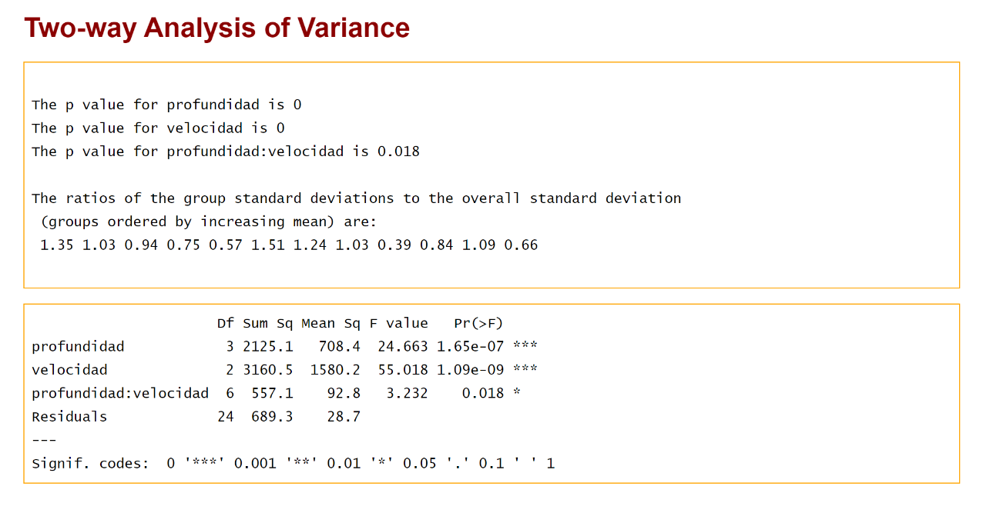 Two-way Analysis of Variance
The p value for profundidad is 0
The p value for velocidad is 0
The p value for profundidad:velocidad is 0.018
The ratios of the group standard deviations to the overall standard deviation
(groups ordered by increasing mean) are:
1.35 1.03 0.94 0.75 0.57 1.51 1.24 1.03 0.39 0.84 1.09 0.66
Df Sum Sq Mean Sq F value Pr(>F)
profundidad 3 2125.1 708.4 24.663 1.65e-07 ***
velocidad 2 3160.5 1580.2 55.018 1.09e-09 ***
profundidad:velocidad 6 557.1 92.8 3.232 0.018 *
Residuals 24 689.3 28.7
---
Signif. codes: 0 '***' 0.001 '**' 0.01 '*' 0.05 '.' 0.1 ' ' 1